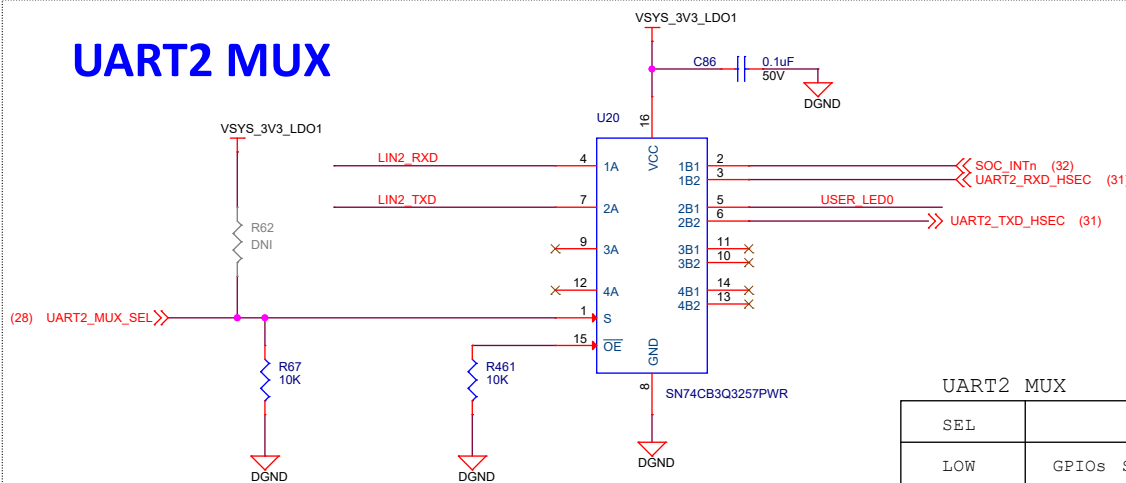 VSYS_3V3_LDO1
UART2 MUX
C86 0.1uF
50V
DGND
U20
VSYS_3V3_LDO1
16
VCC
LIN2_RXD 4 1A 1B1 2 SOC_INTn (32)
1B2 3 UART2_RXD_HSEC (31)
LIN2_TXD 7 2A 2B1 5 USER_LED0
2B2 6 UART2_TXD_HSEC (31)
R62
DNI
9 3A 3B1 11
3B2 10
12 4A 4B1 14
4B2 13
(28) UART2_MUX_SEL 1 S
15 OE
GND
8
R67
10K
R461
10K
SN74CB3Q3257PWR
DGND
DGND
DGND
UART2 MUX
SEL
LOW GPIOs S